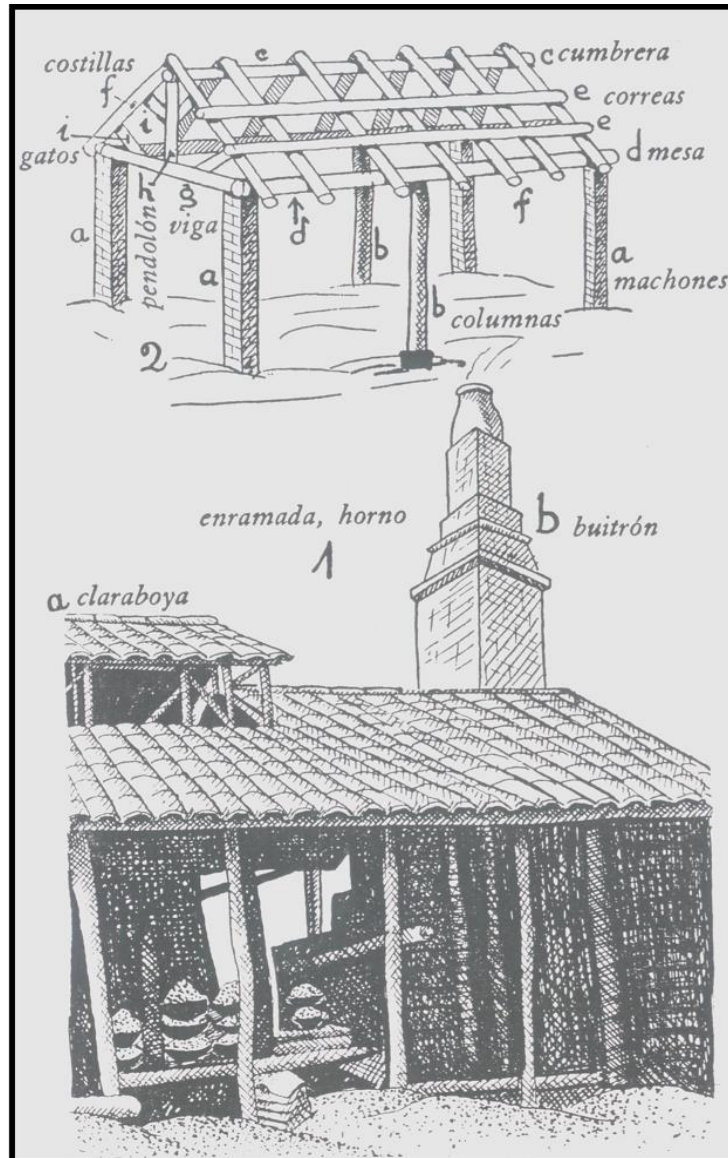 costillas
f
c
c cumbrera
e correas
e
i
i
gatos
d mesa
h
g
viga
pendolón
d
f
a
a
b
b
columnas
a
machones
2
enramada, horno
1
b buitrón
a claraboya